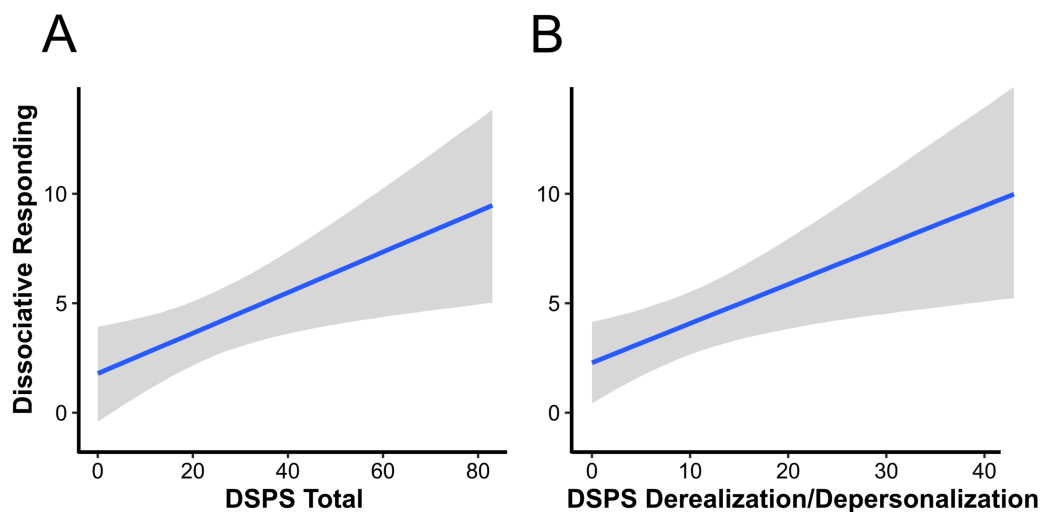 A
B
Dissociative Responding
10
5
0
0 20 40 60 80
DSPS Total
10
5
0
0 10 20 30 40
DSPS Derealization/Depersonalization